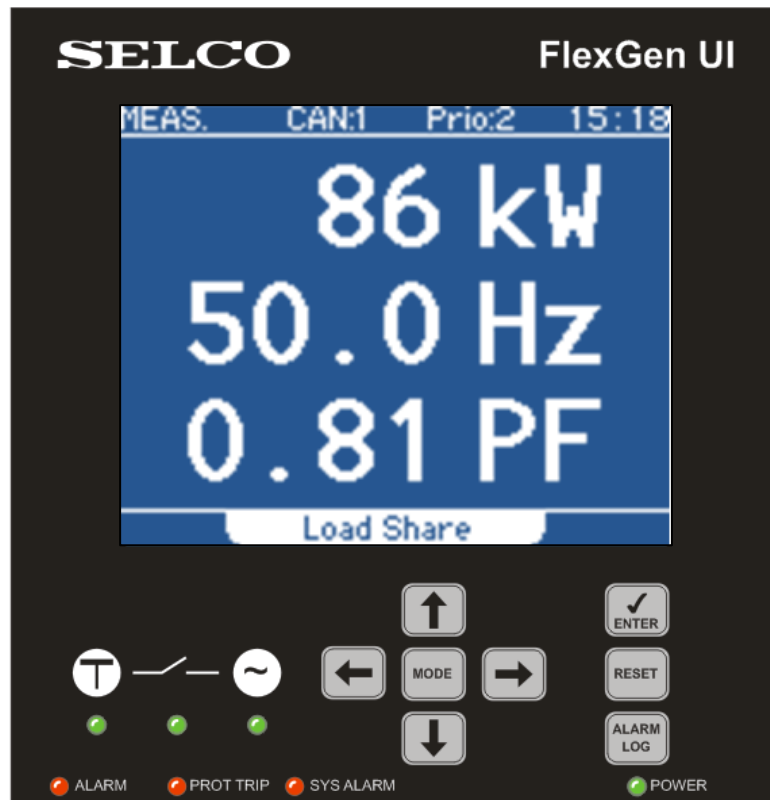 SELCO FlexGen UI
MEAS. CAN:1 Prio:2 15:18
86 kW
50.0 Hz
0.81 PF
Load Share
ENTER
MODE RESET
ALARM
LOG
ALARM PROT TRIP SYS ALARM POWER